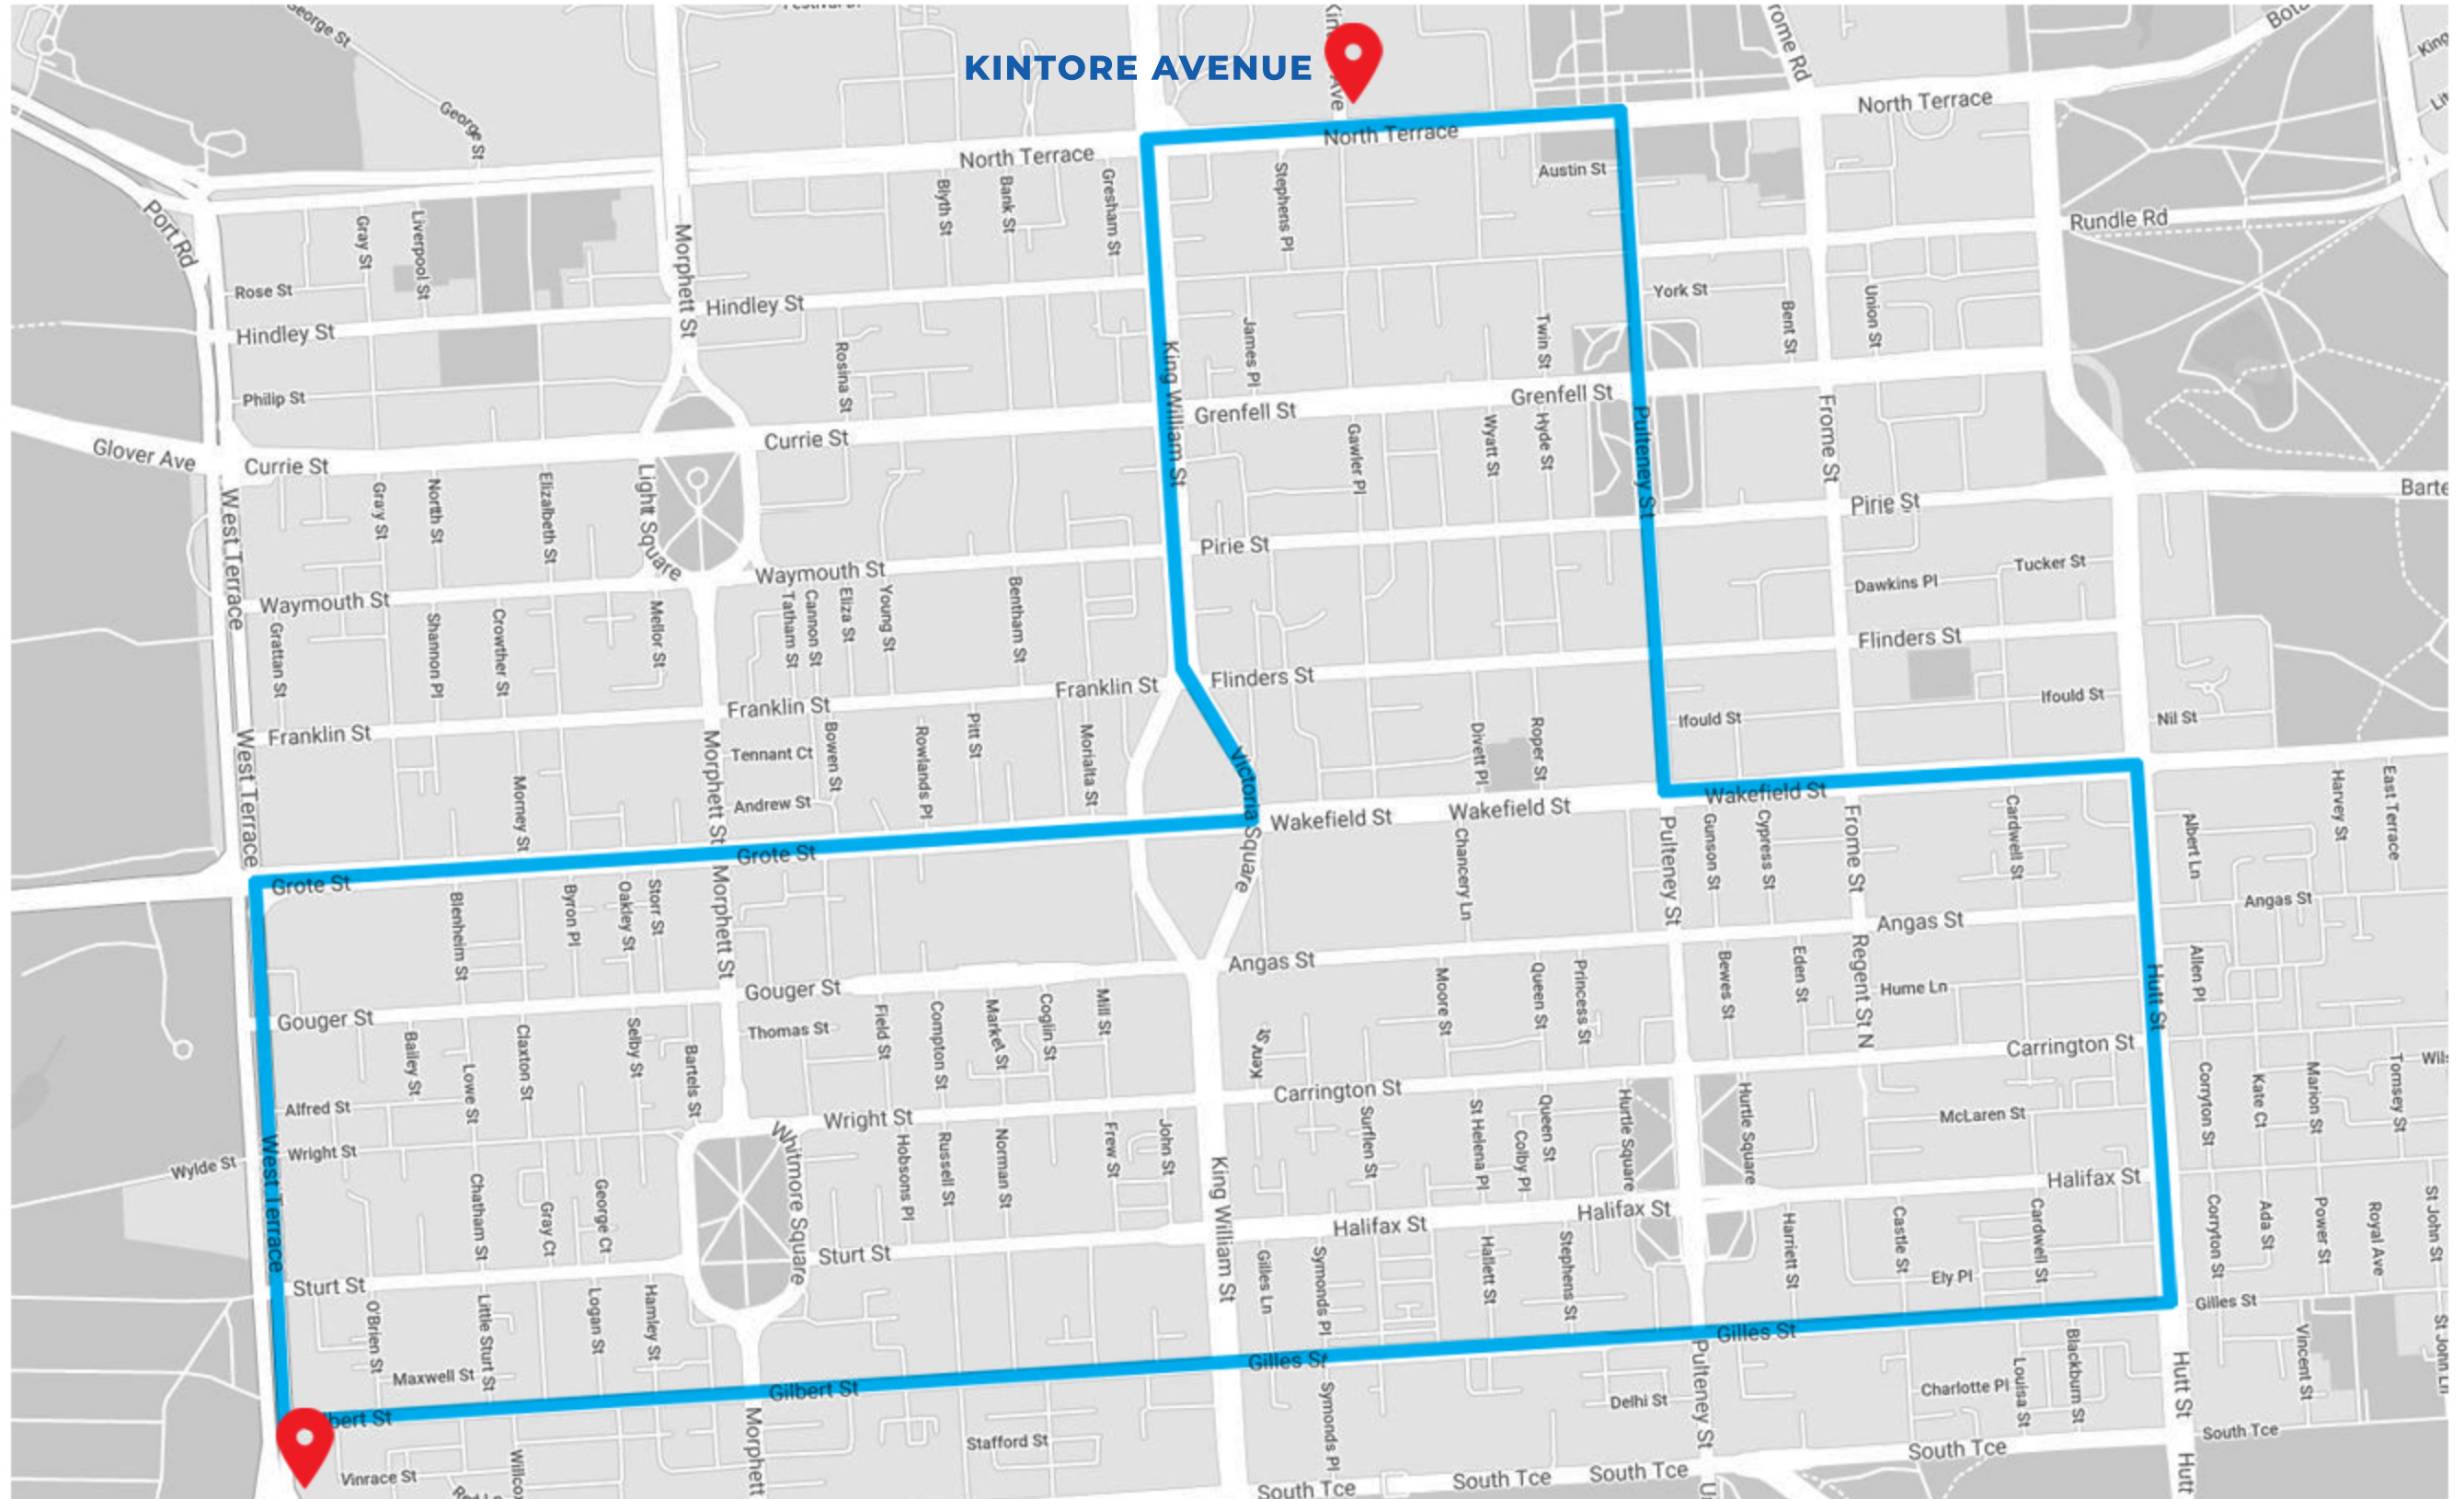 George St
KINTORE AVENUE
George St
North Terrace
North Terrace
North Terrace
Port Rd
Gray St
Liverpool St
Morphett St
Blyth St
Bank St
Gresham St
Stephens Pl
Austin St
Rundle Rd
Rose St
Hindley St
Hindley St
York St
Bent St
Union St
Philip St
Rosina St
King William St
James Pl
Twin St
Grenfell St
Grenfell St
Pulteney St
Frome St
Glover Ave
Currie St
Currie St
West Terrace
Gray St
North St
Elizabeth St
Light Square
Gawler Pl
Wyatt St
Hyde St
Pirie St
Pirie St
Waymouth St
Waymouth St
Grattan St
Shannon Pl
Crowther St
Mellor St
Tatham St
Cannon St
Eliza St
Young St
Bentham St
Dawkins Pl
Tucker St
Flinders St
Flinders St
Franklin St
Franklin St
Franklin St
West Terrace
Ifould St
Ifould St
Nil St
Morphett St
Tennant Ct
Bowen St
Rowlands Pl
Pitt St
Morialta St
Victoria Square
Divett Pl
Roper St
Morney St
Andrew St
Wakefield St
Wakefield St
Wakefield St
Harvey St
East Terrace
Grote St
Grote St
Chancery Ln
Pulteney St
Gunson St
Cypress St
Frome St
Cardwell St
Albert Ln
Blenheim St
Byron Pl
Oakley St
Storr St
Morphett St
Angas St
Angas St
Angas St
Gouger St
Gouger St
Moore St
Queen St
Princess St
Bewes St
Eden St
Regent St N
Hume Ln
Hutt St
Allen Pl
Bailey St
Lowe St
Claxton St
Selby St
Bartels St
Thomas St
Field St
Compton St
Market St
Coglin St
Mill St
Kenny St
Carrington St
Carrington St
Alfred St
Wright St
Wright St
Wylde St
West Terrace
Whitmore Square
Hobsons Pl
Russell St
Norman St
Frew St
John St
Surflen St
St Helena Pl
Colby Pl
Queen St
Hurtle Square
Hurtle Square
McLaren St
Corryton St
Kate Ct
Marion St
Tomsey St
Halifax St
Halifax St
Halifax St
Chatham St
Gray Ct
George Ct
King William St
Sturt St
Sturt St
Gilles Ln
Symonds Pl
Hallett St
Stephens St
Harriett St
Castle St
Cardwell St
Ely Pl
Corryton St
Ada St
Power St
Royal Ave
St John St
O'Brien St
Little Sturt St
Logan St
Hamley St
Gilles St
Gilles St
Gilles St
Maxwell St
Gilbert St
bert St
Symonds Pl
Delhi St
Pulteney St
Charlotte Pl
Louisa St
Blackburn St
Hutt St
Vincent St
Morphett
Stafford St
Vinrace St
South Tce
South Tce
South Tce
South Tce
South Tce
Hutt